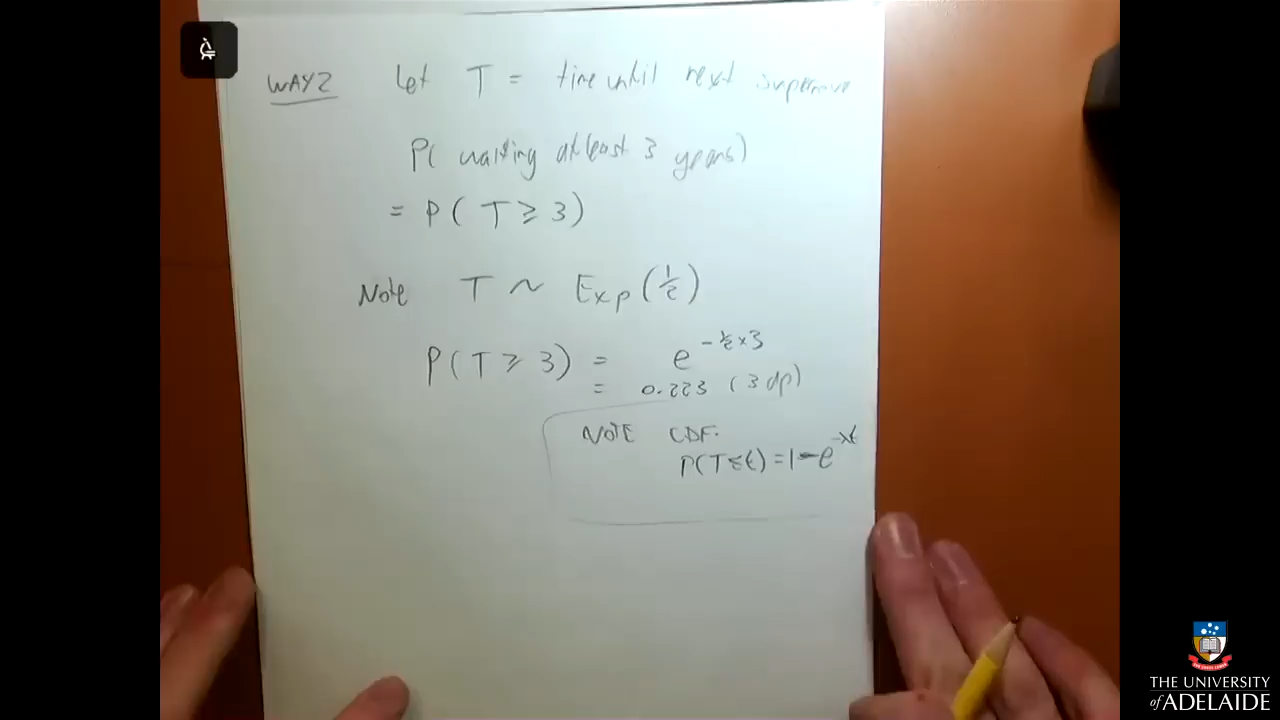 WAY2 Let T = time until next supernova
P( waiting at least 3 years)
= P( T ≥ 3)
Note T ~ Exp(1/2)
P(T ≥ 3) = e^{-1/2 × 3}
= 0.223 (3 dp)
NOTE CDF.
P(T≤t) = 1-e^{-λt}
THE UNIVERSITY
of ADELAIDE